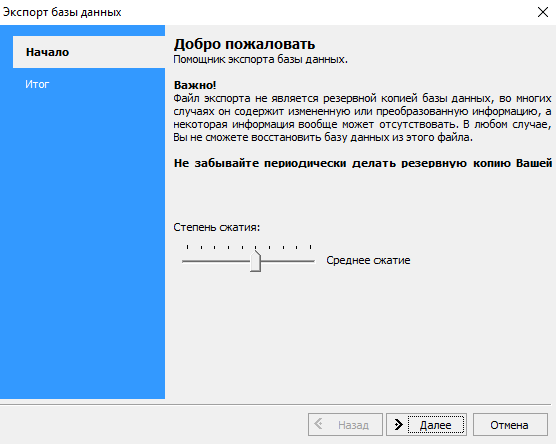 Экспорт базы данных
Начало
Итог
Добро пожаловать
Помощник экспорта базы данных.
Важно!
Файл экспорта не является резервной копией базы данных, во многих
случаях он содержит измененную или преобразованную информацию, а
некоторая информация вообще может отсутствовать. В любом случае,
Вы не сможете восстановить базу данных из этого файла.
Не забывайте периодически делать резервную копию Вашей
Степень сжатия:
Среднее сжатие
Назад
Далее
Отмена